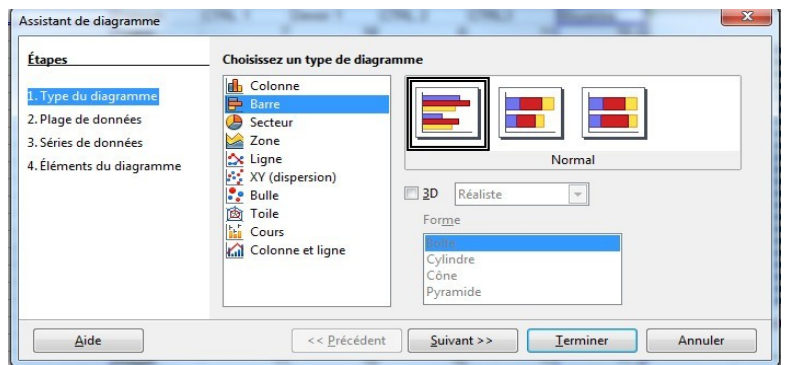 Assistant de diagramme
Étapes
1. Type du diagramme
2. Plage de données
3. Séries de données
4. Éléments du diagramme
Choisissez un type de diagramme
Colonne
Barre
Secteur
Zone
Ligne
XY (dispersion)
Bulle
Toile
Cours
Colonne et ligne
Normal
3D Réaliste
Forme
Cylindre
Cône
Pyramide
Aide
<< Précédent
Suivant >>
Terminer
Annuler